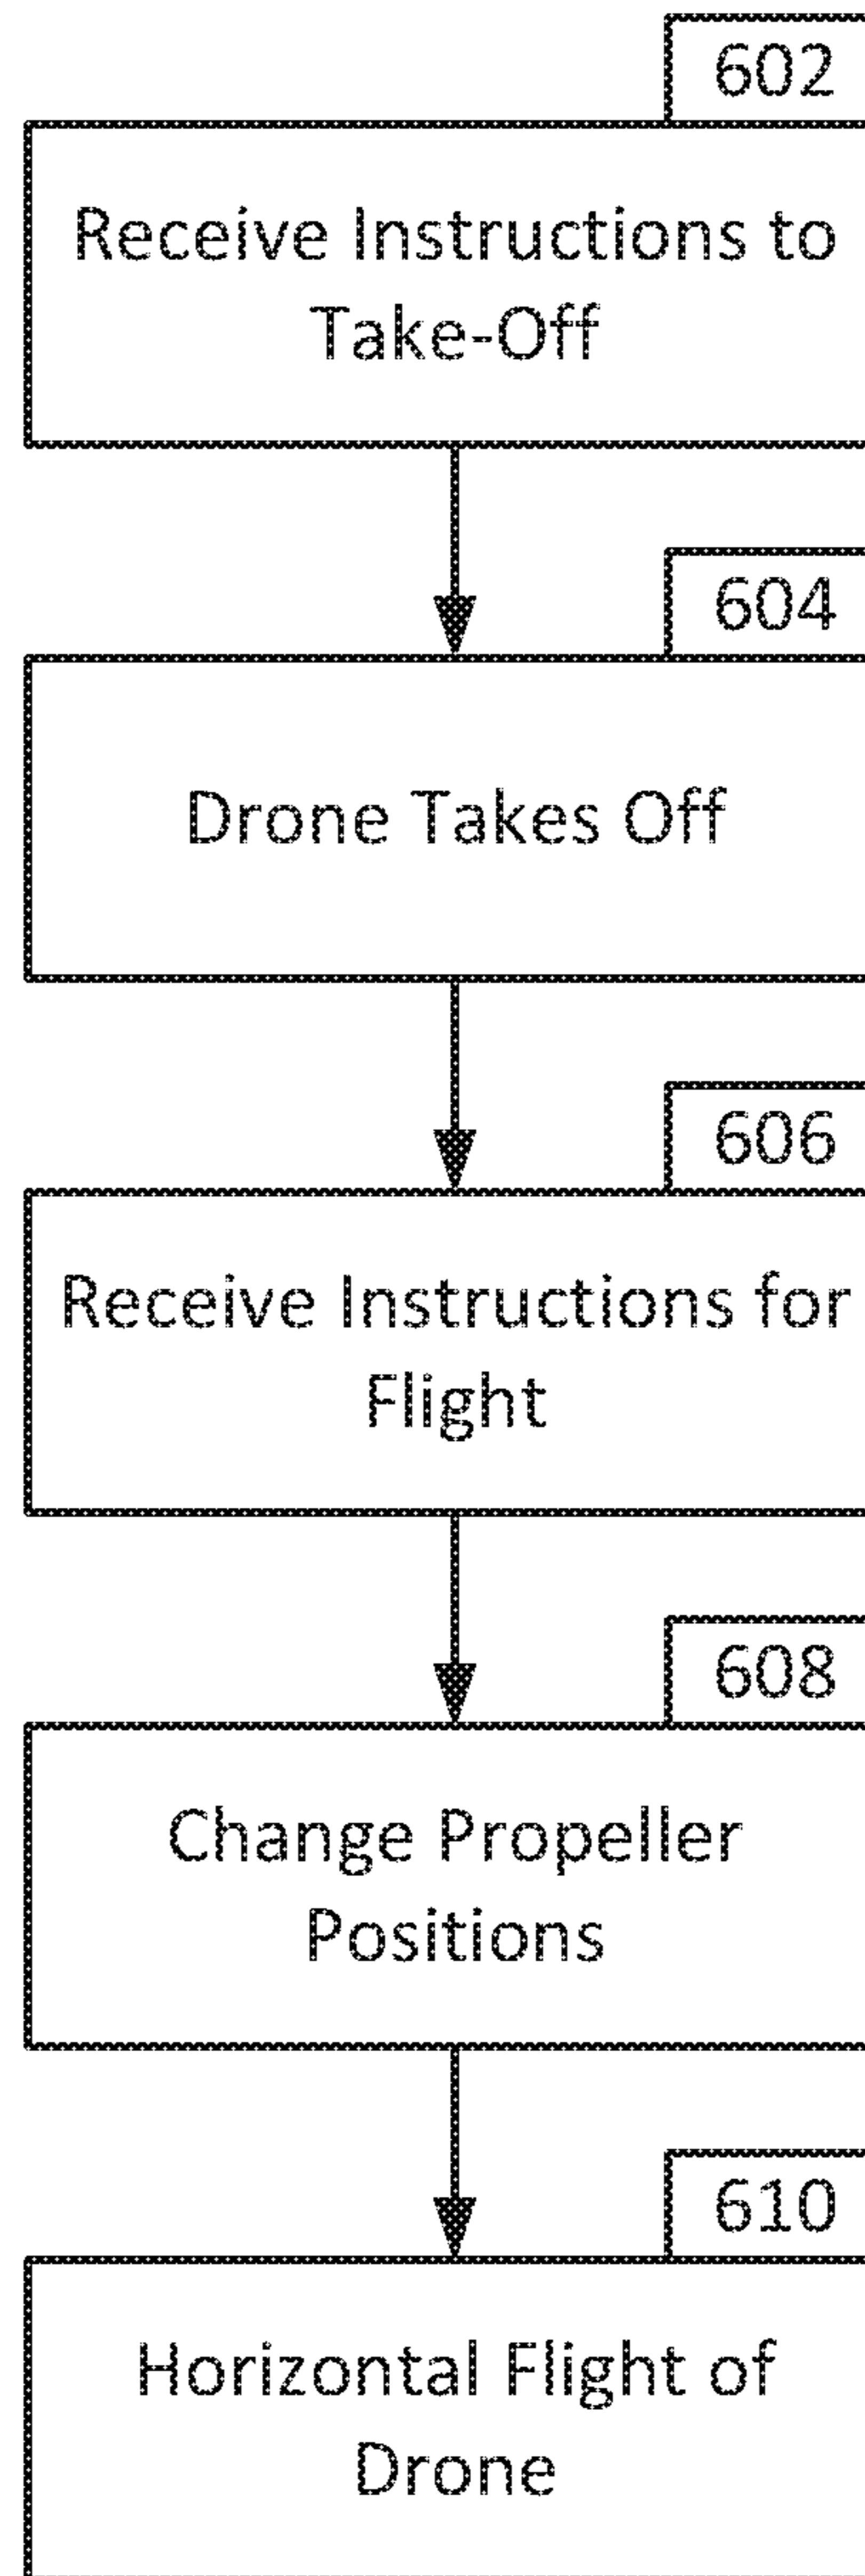 602
Receive Instructions to
Take-Off
604
Drone Takes Off
606
Receive Instructions for
Flight
608
Change Propeller
Positions
610
Horizontal Flight of
Drone